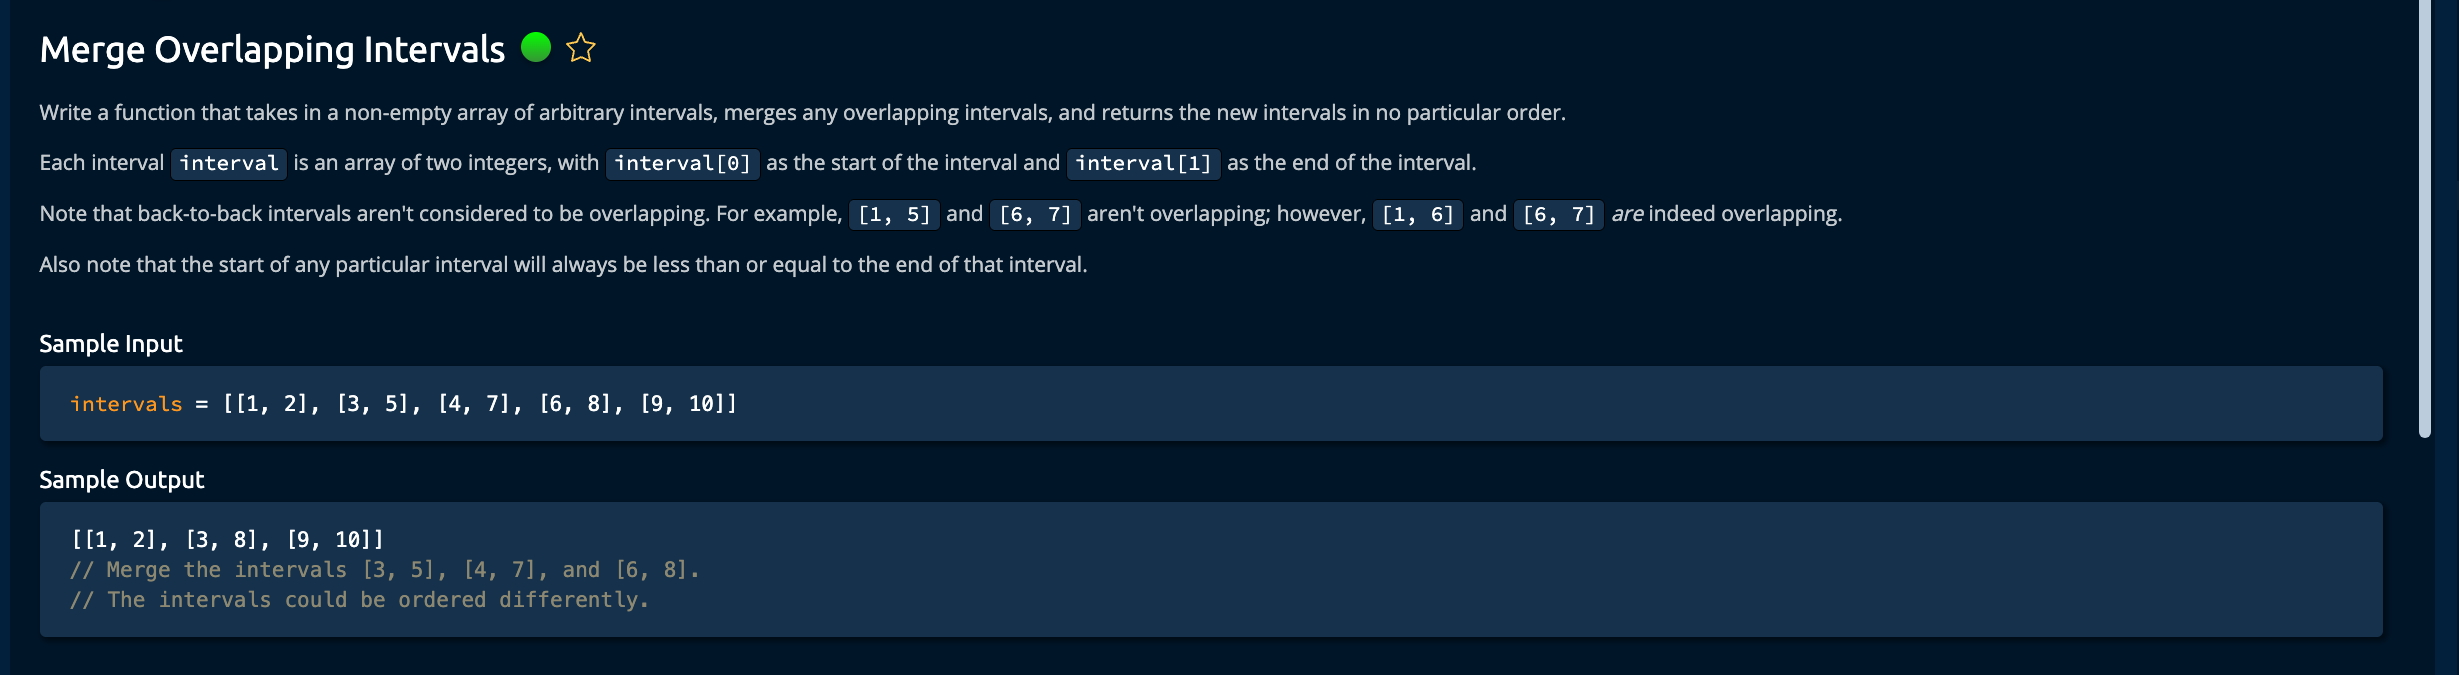 Merge Overlapping Intervals
Write a function that takes in a non-empty array of arbitrary intervals, merges any overlapping intervals, and returns the new intervals in no particular order.
Each interval interval is an array of two integers, with interval[0] as the start of the interval and interval[1] as the end of the interval.
Note that back-to-back intervals aren't considered to be overlapping. For example, [1, 5] and [6, 7] aren't overlapping; however, [1, 6] and [6, 7] are indeed overlapping.
Also note that the start of any particular interval will always be less than or equal to the end of that interval.
Sample Input
intervals = [[1, 2], [3, 5], [4, 7], [6, 8], [9, 10]]
Sample Output
[[1, 2], [3, 8], [9, 10]]
// Merge the intervals [3, 5], [4, 7], and [6, 8].
// The intervals could be ordered differently.